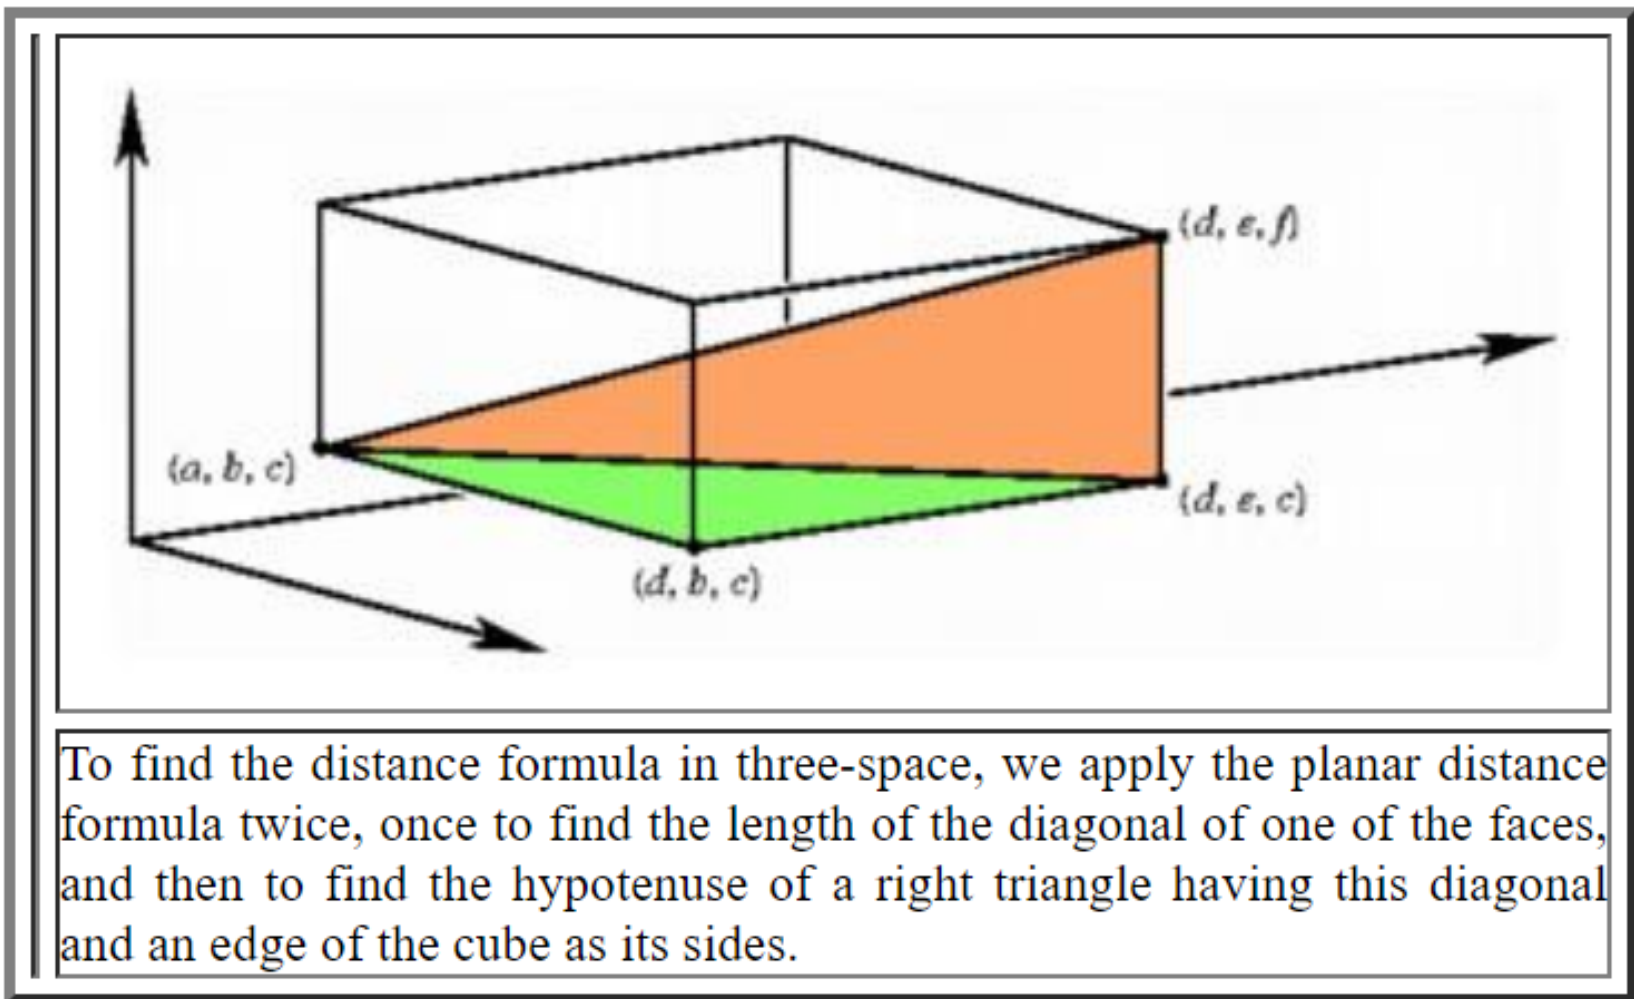 (d, e, f)
(a, b, c)
(d, e, c)
(d, b, c)
To find the distance formula in three-space, we apply the planar distance
formula twice, once to find the length of the diagonal of one of the faces,
and then to find the hypotenuse of a right triangle having this diagonal
and an edge of the cube as its sides.